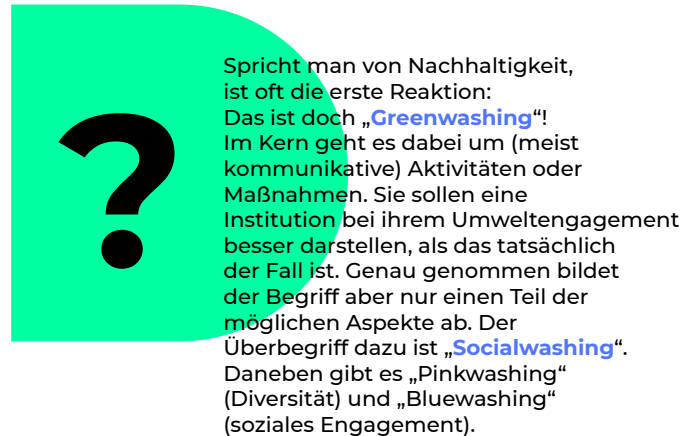 ?
Spricht man von Nachhaltigkeit,
ist oft die erste Reaktion:
Das ist doch „Greenwashing“!
Im Kern geht es dabei um (meist
kommunikative) Aktivitäten oder
Maßnahmen. Sie sollen eine
Institution bei ihrem Umweltengagement
besser darstellen, als das tatsächlich
der Fall ist. Genau genommen bildet
der Begriff aber nur einen Teil der
möglichen Aspekte ab. Der
Überbegriff dazu ist „Socialwashing“.
Daneben gibt es „Pinkwashing“
(Diversität) und „Bluewashing“
(soziales Engagement).